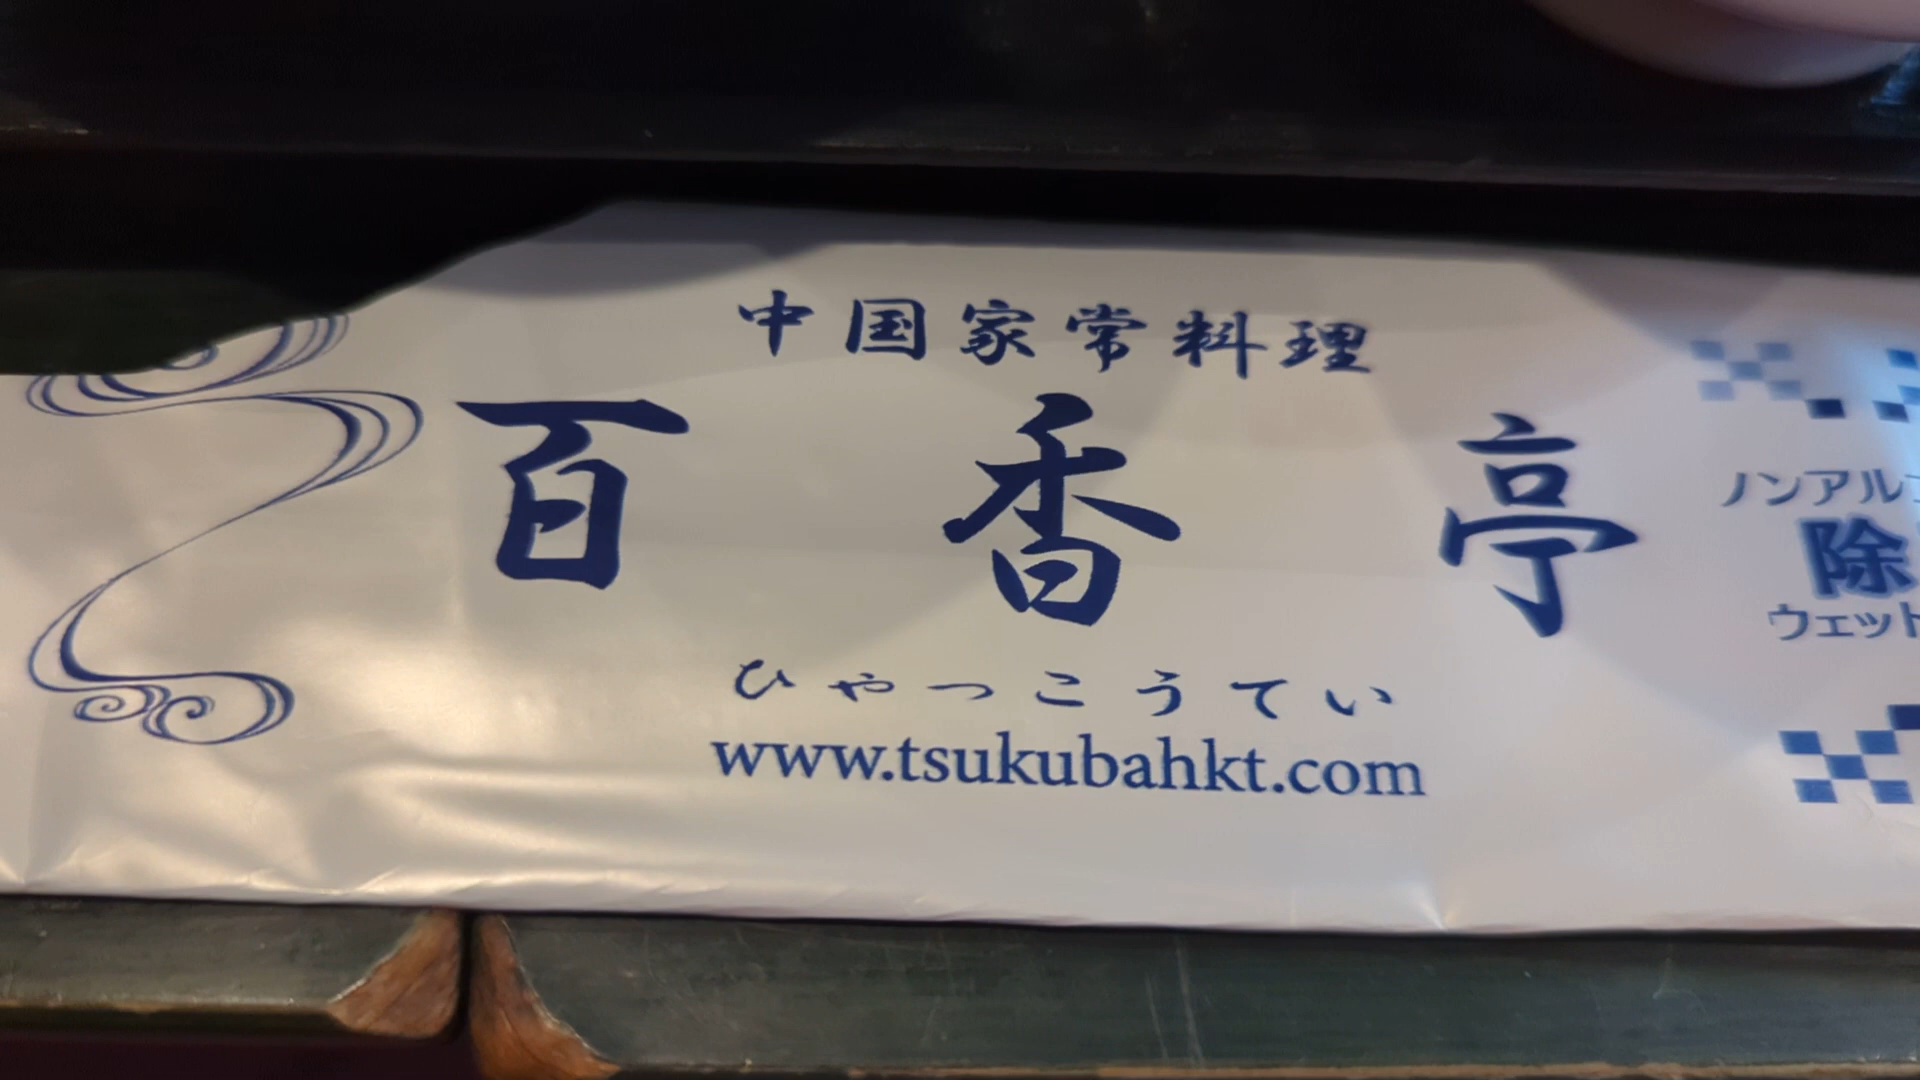 中国家常料理
百香亭
ひゃっこうてい
www.tsukubahkt.com
ノンアル
除
ウェット